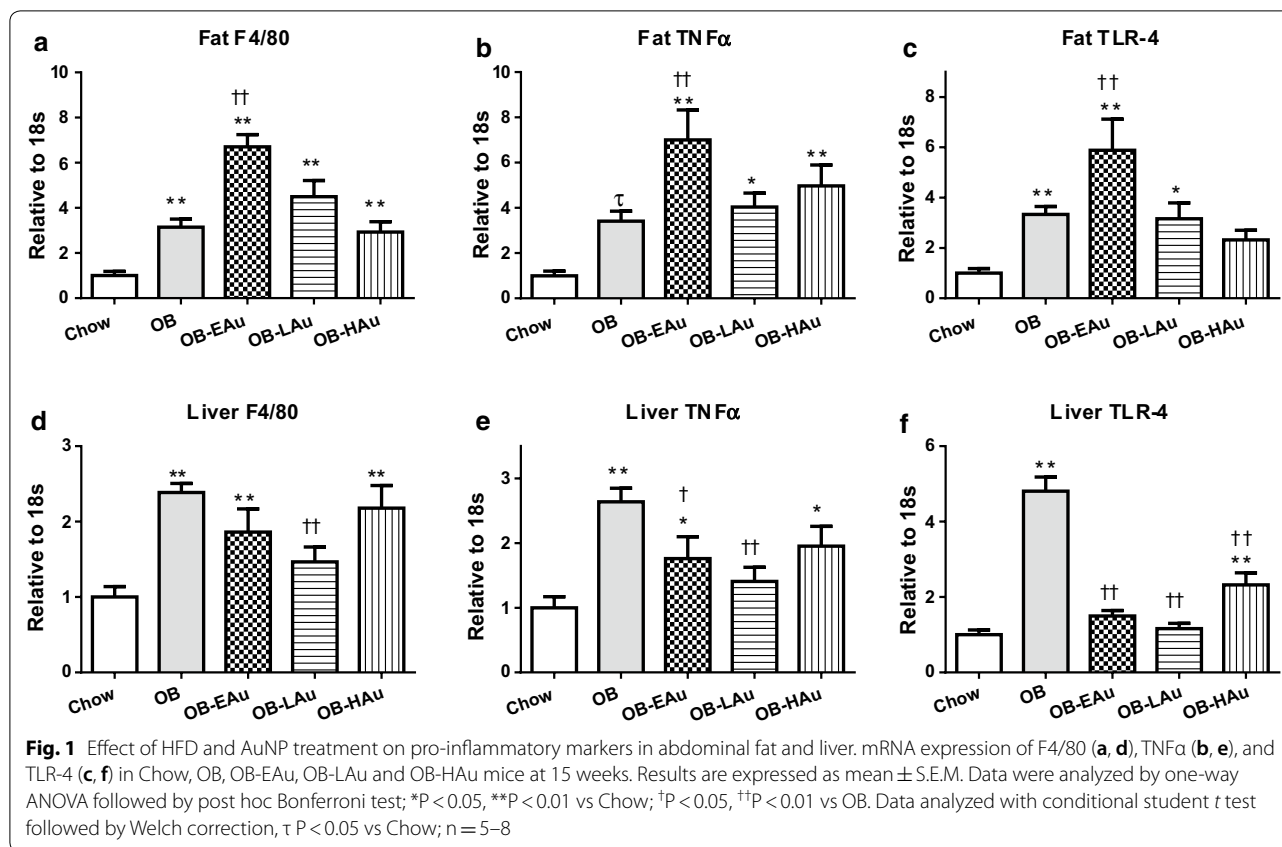 a Fat F4/80
Relative to 18s
10
8
6
4
2
0
**
††
**
**
**
Chow OB OB-EAu OB-LAu OB-HAu
b Fat TNFα
Relative to 18s
10
8
6
4
2
0
τ
††
**
*
**
Chow OB OB-EAu OB-LAu OB-HAu
c Fat TLR-4
Relative to 18s
8
6
4
2
0
**
††
**
*
Chow OB OB-EAu OB-LAu OB-HAu
d Liver F4/80
Relative to 18s
3
2
1
0
**
**
††
**
Chow OB OB-EAu OB-LAu OB-HAu
e Liver TNFα
Relative to 18s
3
2
1
0
**
†
*
††
*
Chow OB OB-EAu OB-LAu OB-HAu
f Liver TLR-4
Relative to 18s
6
4
2
0
**
††
††
††
**
Chow OB OB-EAu OB-LAu OB-HAu
Fig. 1 Effect of HFD and AuNP treatment on pro-inflammatory markers in abdominal fat and liver. mRNA expression of F4/80 (a, d), TNFα (b, e), and
TLR-4 (c, f) in Chow, OB, OB-EAu, OB-LAu and OB-HAu mice at 15 weeks. Results are expressed as mean ± S.E.M. Data were analyzed by one-way
ANOVA followed by post hoc Bonferroni test; *P < 0.05, **P < 0.01 vs Chow; †P < 0.05, ††P < 0.01 vs OB. Data analyzed with conditional student t test
followed by Welch correction, τ P < 0.05 vs Chow; n = 5–8